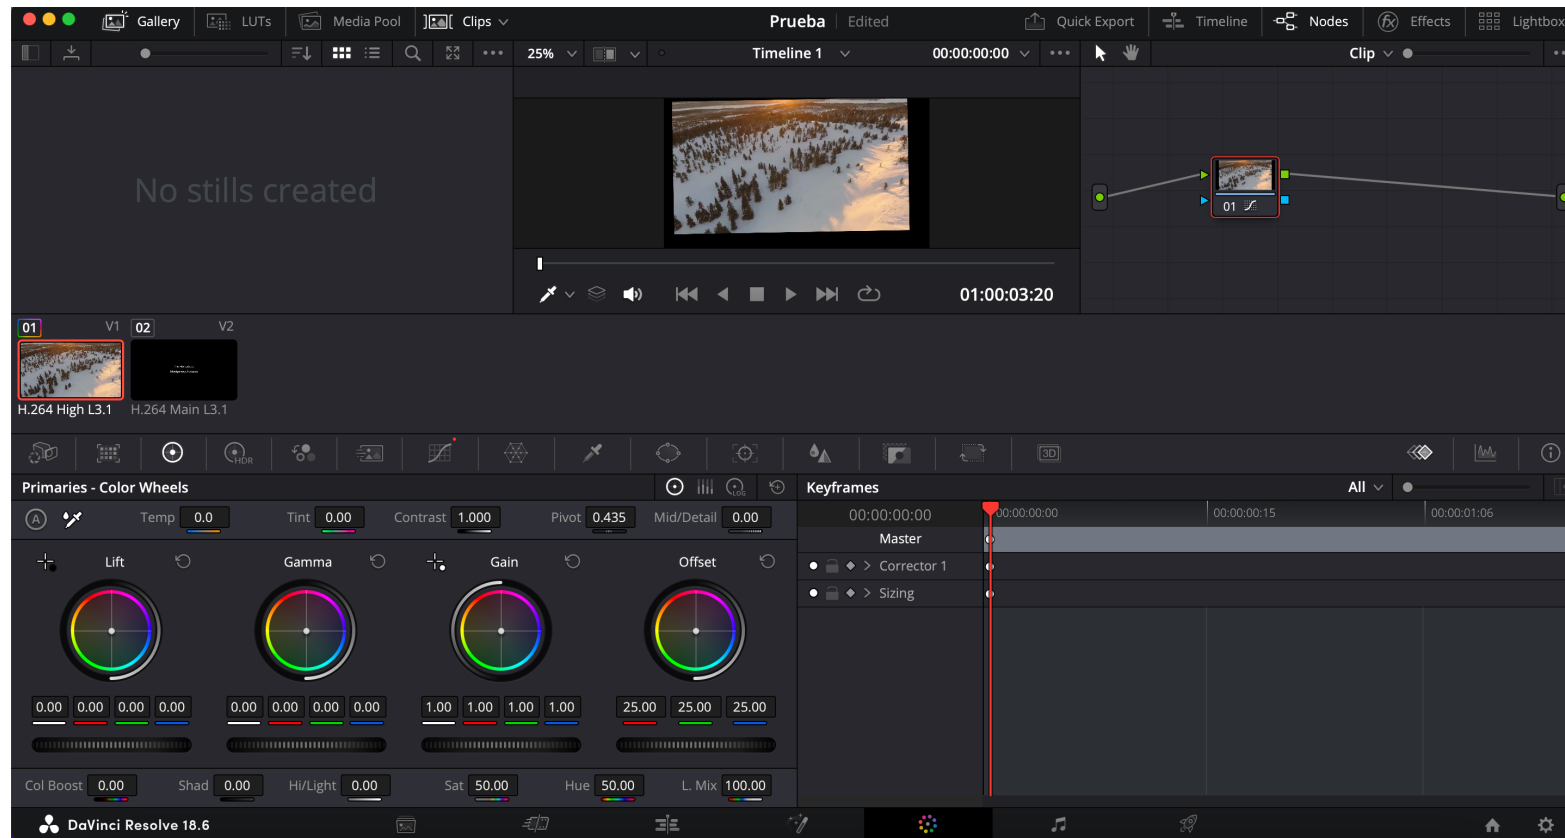 Gallery LUTs Media Pool Clips Prueba Edited Quick Export Timeline Nodes fx Effects Lightbox
25% Timeline 1 00:00:00:00 Clip
No stills created
01
01:00:03:20
01 V1 02 V2
H.264 High L3.1 H.264 Main L3.1
HDR 3D
Primaries - Color Wheels LOG Keyframes All
A Temp 0.0 Tint 0.00 Contrast 1.000 Pivot 0.435 Mid/Detail 0.00 00:00:00:00 00:00:00:00 00:00:00:15 00:00:01:06
Master
Lift Gamma Gain Offset Corrector 1
Sizing
0.00 0.00 0.00 0.00 0.00 0.00 0.00 0.00 1.00 1.00 1.00 1.00 25.00 25.00 25.00
Col Boost 0.00 Shad 0.00 Hi/Light 0.00 Sat 50.00 Hue 50.00 L. Mix 100.00
DaVinci Resolve 18.6